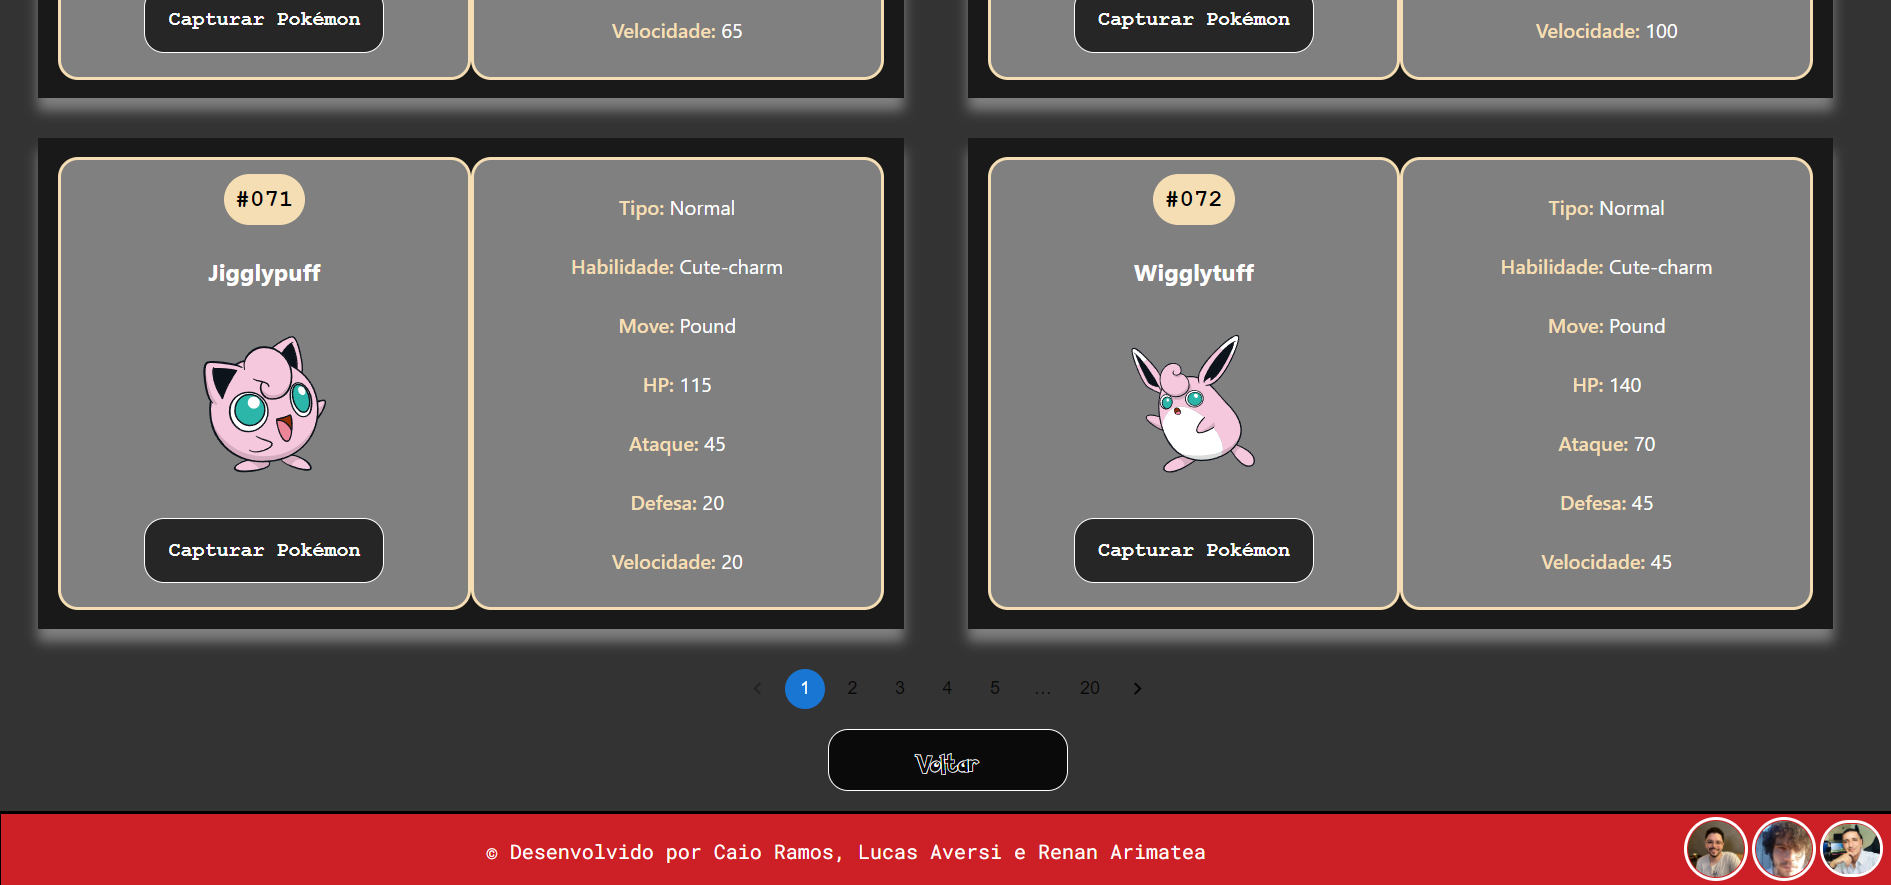 Capturar Pokémon
Velocidade: 65
Capturar Pokémon
Velocidade: 100
#071
Jigglypuff
Capturar Pokémon
Tipo: Normal
Habilidade: Cute-charm
Move: Pound
HP: 115
Ataque: 45
Defesa: 20
Velocidade: 20
#072
Wigglytuff
Capturar Pokémon
Tipo: Normal
Habilidade: Cute-charm
Move: Pound
HP: 140
Ataque: 70
Defesa: 45
Velocidade: 45
1 2 3 4 5 ... 20
Voltar
© Desenvolvido por Caio Ramos, Lucas Aversi e Renan Arimatea